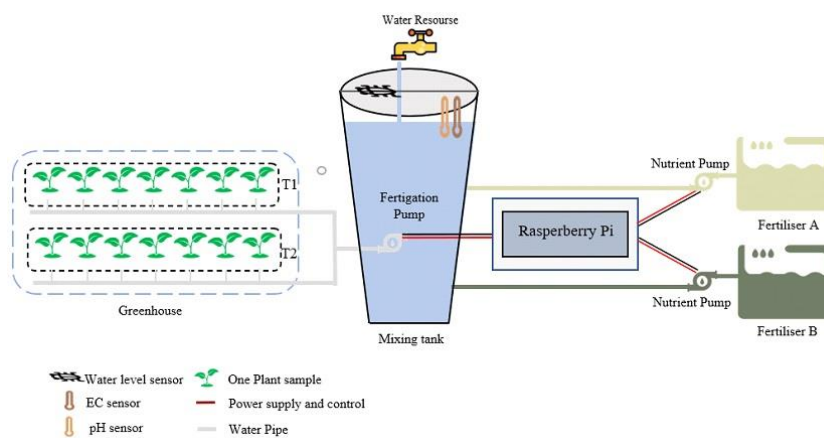 Water Resourse
T1
T2
Greenhouse
Fertigation
Pump
Mixing tank
Rasperberry Pi
Nutrient Pump
Fertiliser A
Nutrient Pump
Fertiliser B
Water level sensor
One Plant sample
EC sensor
Power supply and control
pH sensor
Water Pipe